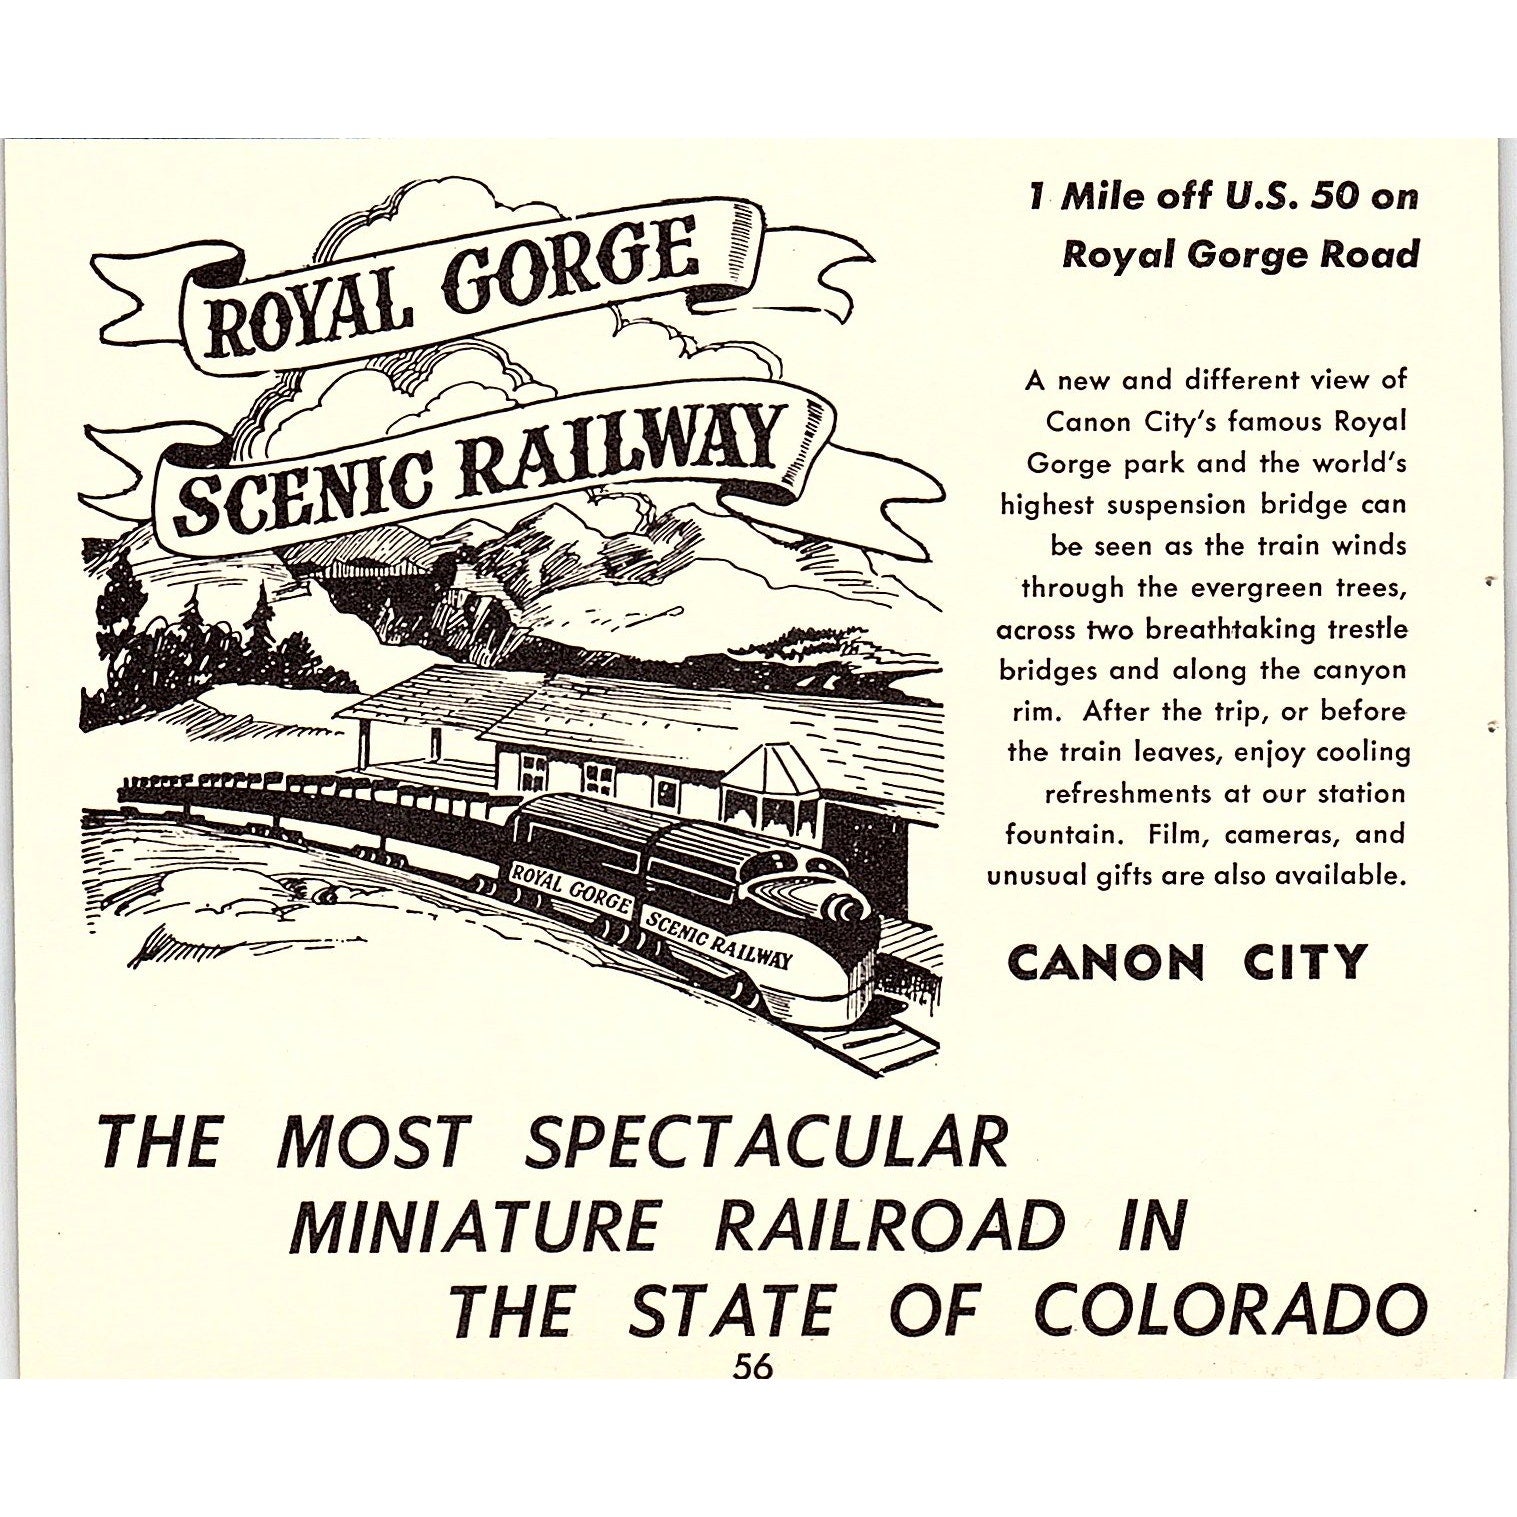 ROYAL GORGE
SCENIC RAILWAY
ROYAL GORGE
SCENIC RAILWAY
1 Mile off U.S. 50 on
Royal Gorge Road
A new and different view of
Canon City's famous Royal
Gorge park and the world's
highest suspension bridge can
be seen as the train winds
through the evergreen trees,
across two breathtaking trestle
bridges and along the canyon
rim. After the trip, or before
the train leaves, enjoy cooling
refreshments at our station
fountain. Film, cameras, and
unusual gifts are also available.
CANON CITY
THE MOST SPECTACULAR
MINIATURE RAILROAD IN
THE STATE OF COLORADO
56